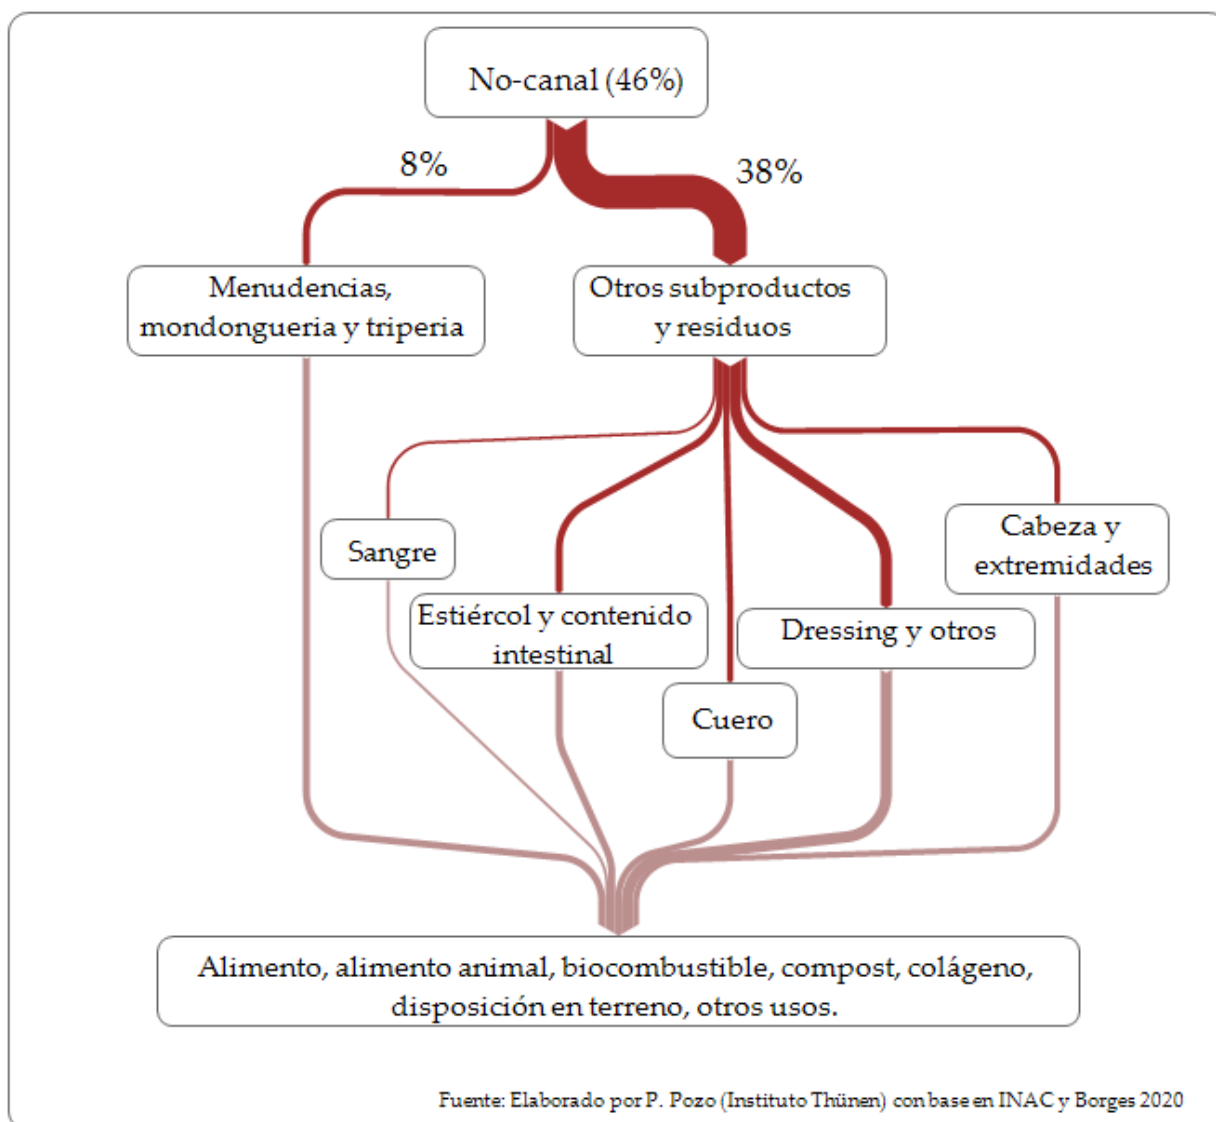 No-canal (46%)
8%
38%
Menudencias,
mondongueria y triperia
Otros subproductos
y residuos
Sangre
Estiércol y contenido
intestinal
Cuero
Dressing y otros
Cabeza y
extremidades
Alimento, alimento animal, biocombustible, compost, colágeno,
disposición en terreno, otros usos.
Fuente: Elaborado por P. Pozo (Instituto Thünen) con base en INAC y Borges 2020